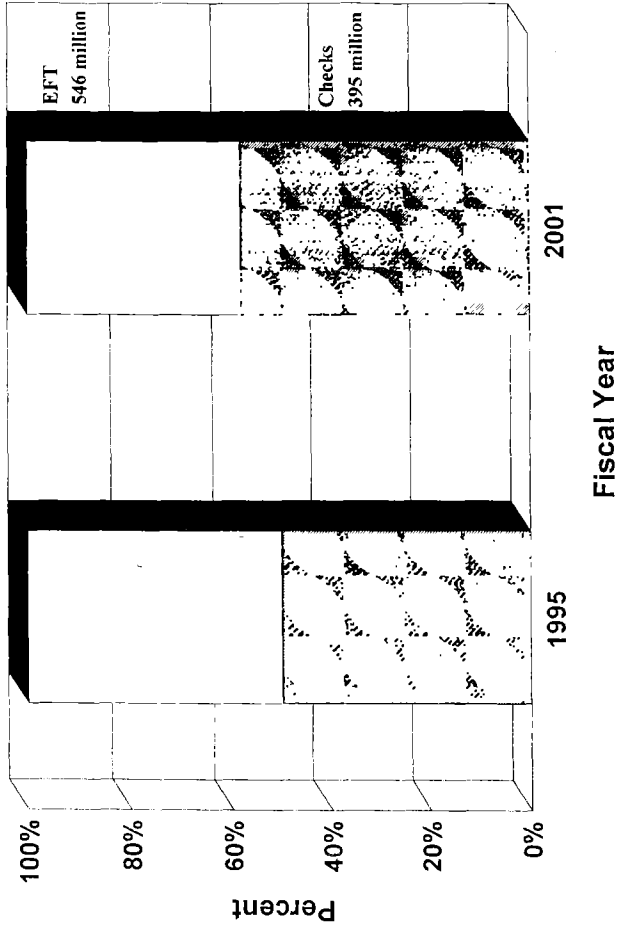 100%
80%
60%
40%
20%
0%
Percent
EFT
546 million
Checks
395 million
1995
2001
Fiscal Year